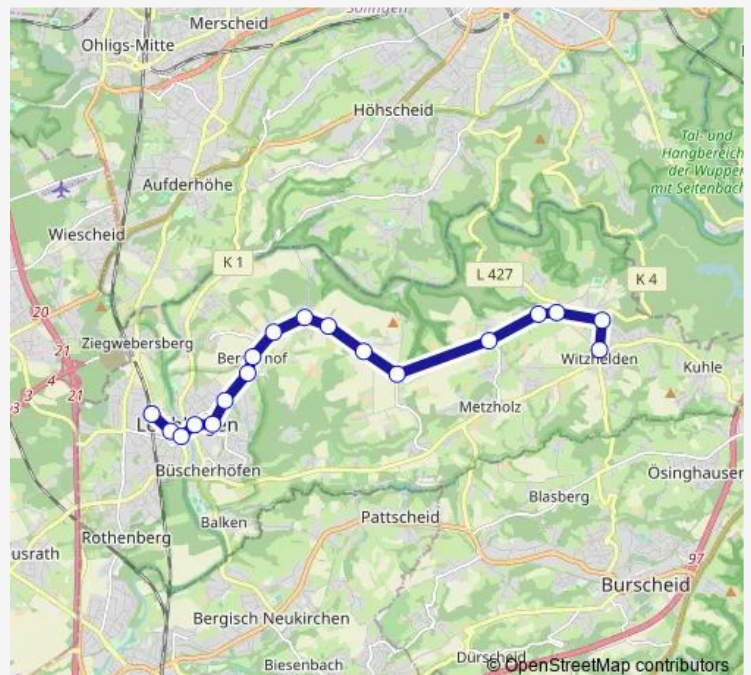 Solingen
Merscheid
Ohligs-Mitte
Höhscheid
Tal- und
Hangbereich
der Wupper
mit Seitenbach
Aufderhöhe
Wiescheid
K 1
L 427
K 4
20
21
Ziegwebersberg
Witzhelden
Kuhle
3
4
21
3
Metzholz
Büscherhöfen
Ösinghausen
Blasberg
Balken
Pattscheid
Rothenberg
usrath
97
Burscheid
Bergisch Neukirchen
Biesenbach
Dürscheid
© OpenStreetMap contributors